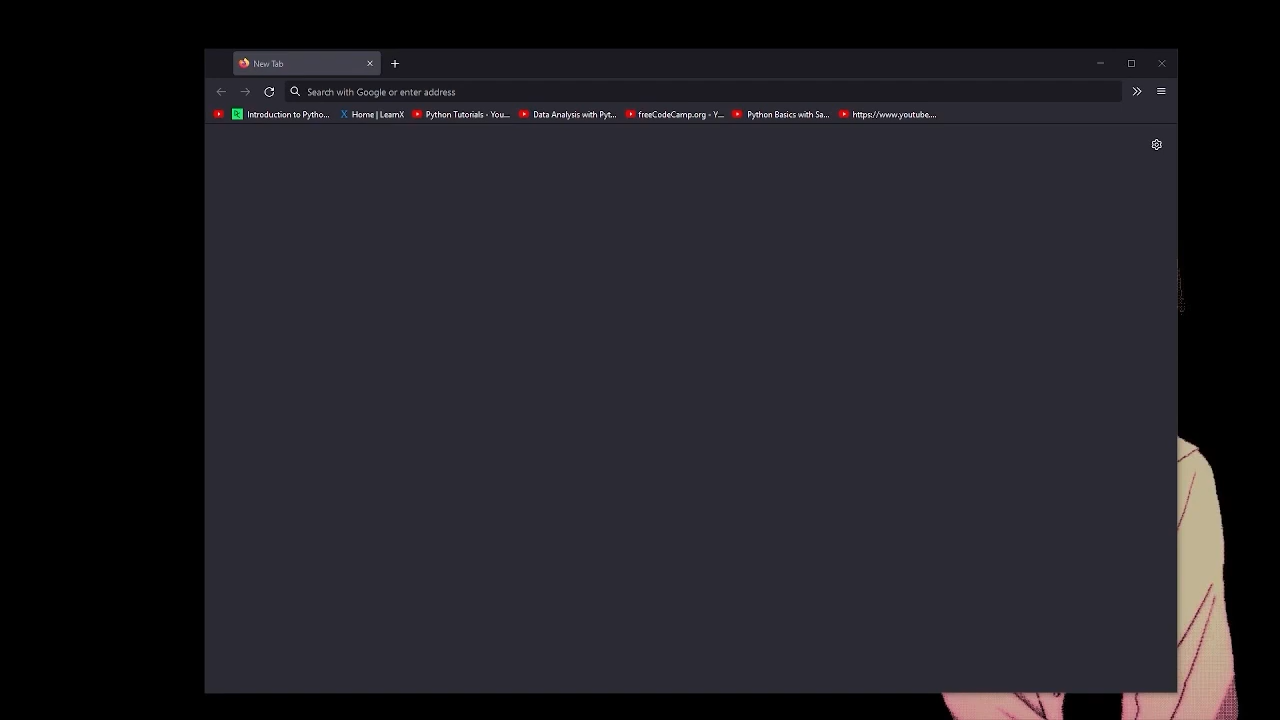 New Tab
Search with Google or enter address
Introduction to Pytho... Home | LearnX Python Tutorials - You... Data Analysis with Pyt... freeCodeCamp.org - Y... Python Basics with Sa... https://www.youtube....